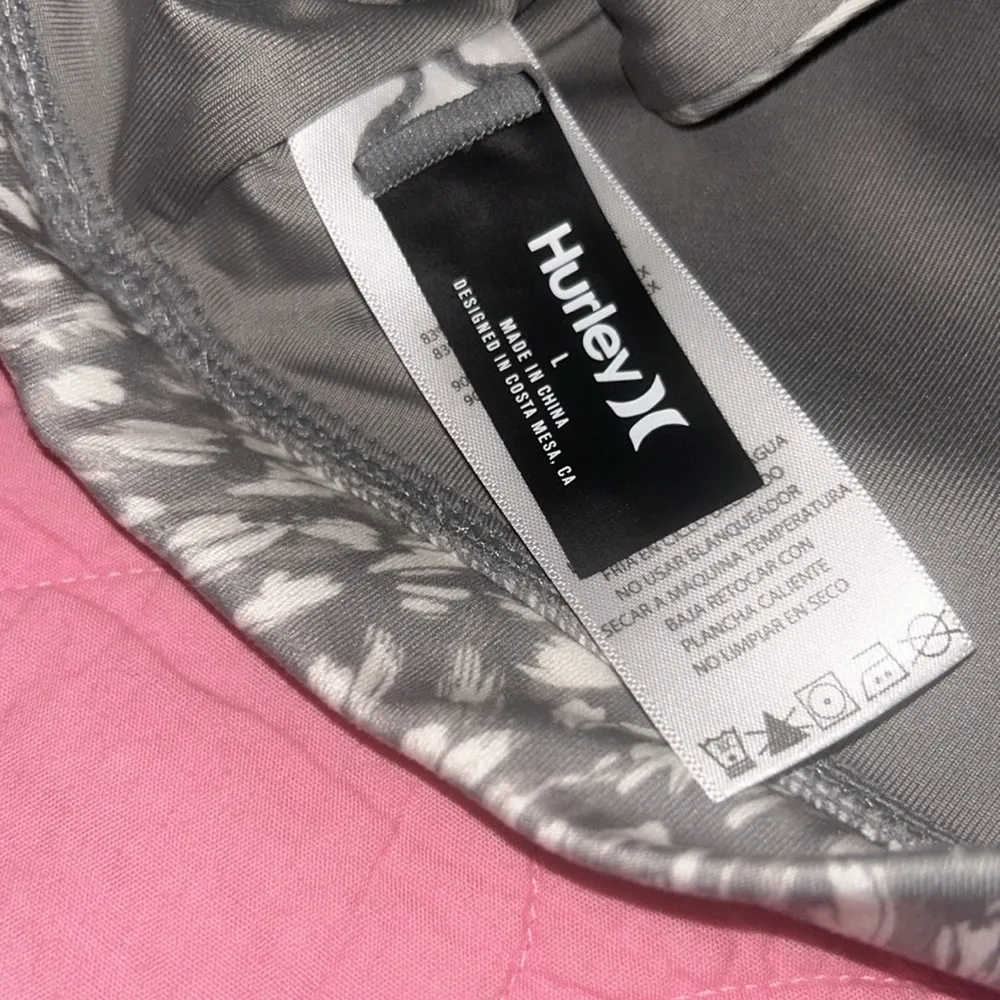 Hurley
L
MADE IN CHINA
DESIGNED IN COSTA MESA, CA
NO USAR BLANQUEADOR
SECAR A MAQUINA TEMPERATURA
BAJA RETOCAR CON
PLANCHA CALIENTE
NO LIMPIAR EN SECO